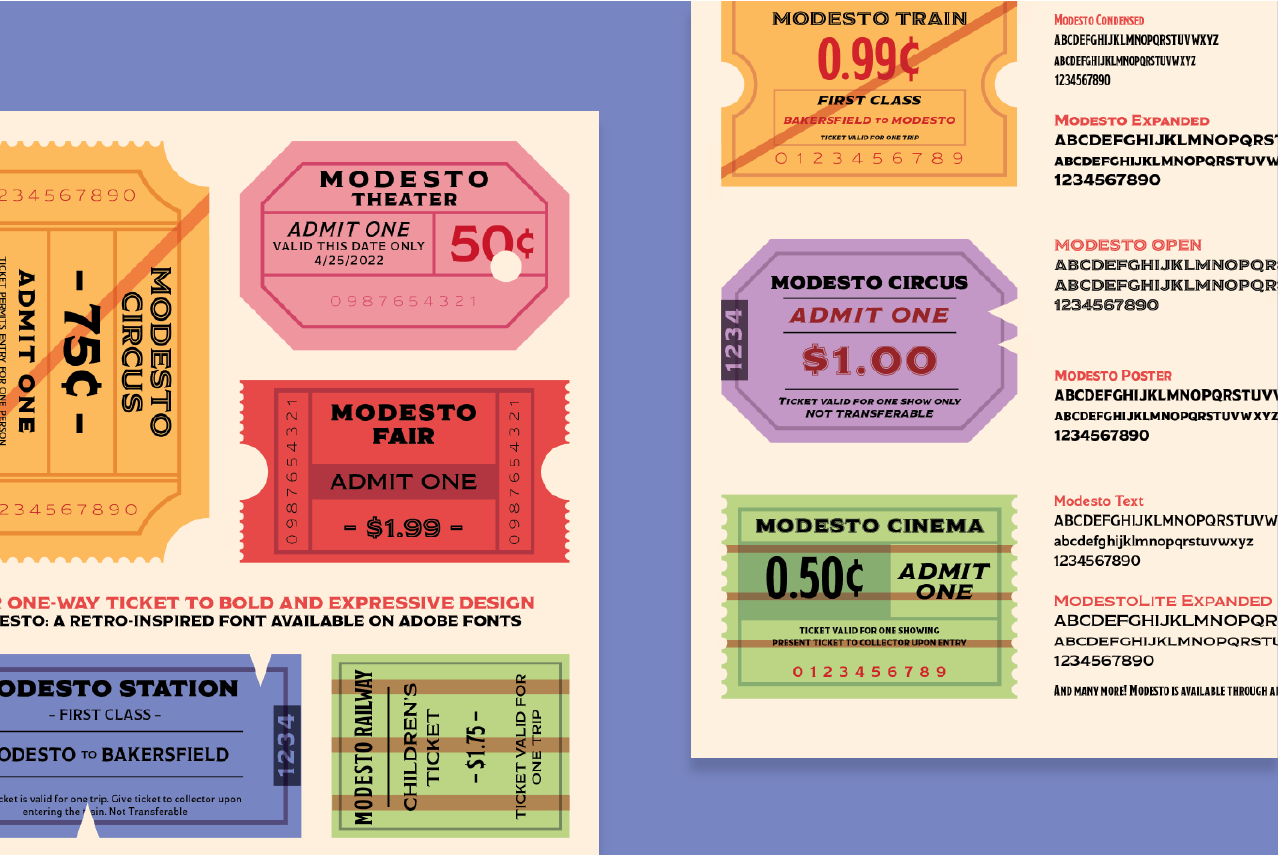 234567890
MODESTO
CIRCUS
– 75¢ –
ADMIT ONE
TICKET PERMITS ENTRY FOR ONE PERSON
234567890
MODESTO
THEATER
ADMIT ONE
VALID THIS DATE ONLY
4/25/2022
50¢
0987654321
0987654321
MODESTO
FAIR
ADMIT ONE
– $1.99 –
0987654321
ONE-WAY TICKET TO BOLD AND EXPRESSIVE DESIGN
ESTO: A RETRO-INSPIRED FONT AVAILABLE ON ADOBE FONTS
ODESTO STATION
– FIRST CLASS –
ODESTO TO BAKERSFIELD
cket is valid for one trip. Give ticket to collector upon
entering the train. Not Transferable
1234
MODESTO RAILWAY
CHILDREN'S
TICKET
– $1.75 –
TICKET VALID FOR
ONE TRIP
MODESTO TRAIN
0.99¢
FIRST CLASS
BAKERSFIELD TO MODESTO
TICKET VALID FOR ONE TRIP
0123456789
1234
MODESTO CIRCUS
ADMIT ONE
$1.00
TICKET VALID FOR ONE SHOW ONLY
NOT TRANSFERABLE
MODESTO CINEMA
0.50¢
ADMIT
ONE
TICKET VALID FOR ONE SHOWING
PRESENT TICKET TO COLLECTOR UPON ENTRY
0123456789
MODESTO CONDENSED
ABCDEFGHIJKLMNOPQRSTUVWXYZ
ABCDEFGHIJKLMNOPQRSTUVWXYZ
1234567890
MODESTO EXPANDED
ABCDEFGHIJKLMNOPQRST
ABCDEFGHIJKLMNOPQRSTUVW
1234567890
MODESTO OPEN
ABCDEFGHIJKLMNOPQR
ABCDEFGHIJKLMNOPQR
1234567890
MODESTO POSTER
ABCDEFGHIJKLMNOPQRSTUV
ABCDEFGHIJKLMNOPQRSTUVWXYZ
1234567890
Modesto Text
ABCDEFGHIJKLMNOPQRSTUVW
abcdefghijklmnopqrstuvwxyz
1234567890
MODESTOLITE EXPANDED
ABCDEFGHIJKLMNOPQR
ABCDEFGHIJKLMNOPQRSTU
1234567890
AND MANY MORE! MODESTO IS AVAILABLE THROUGH